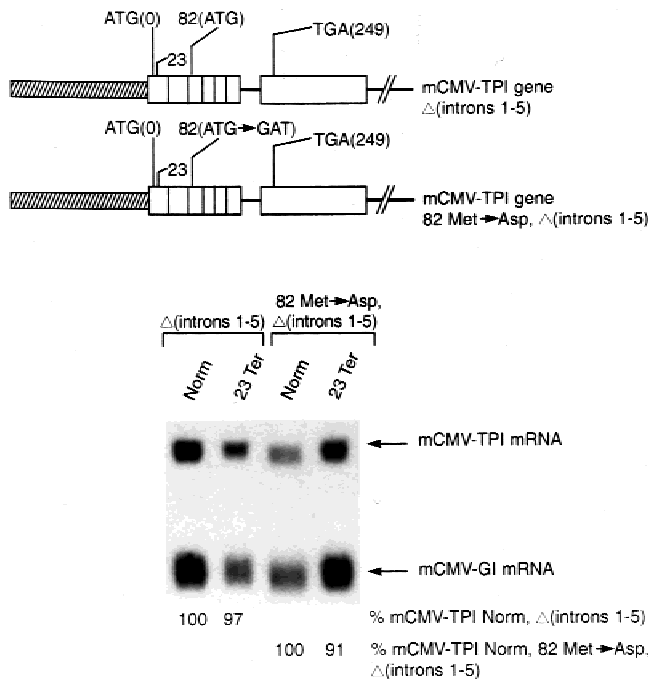 ATG(0) 82(ATG)
TGA(249)
23
mCMV-TPI gene
△(introns 1-5)
ATG(0) 82(ATG➔GAT)
TGA(249)
23
mCMV-TPI gene
82 Met➔Asp, △(introns 1-5)
82 Met➔Asp,
△(introns 1-5) △(introns 1-5)
Norm 23 Ter Norm 23 Ter
mCMV-TPI mRNA
mCMV-GI mRNA
100 97 % mCMV-TPI Norm, △(introns 1-5)
100 91 % mCMV-TPI Norm, 82 Met➔Asp,
△(introns 1-5)